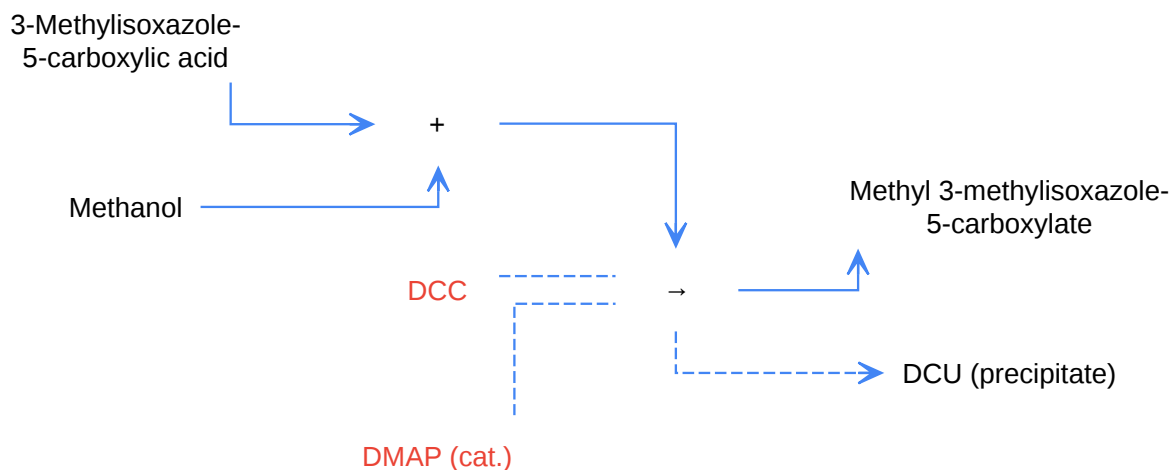 3-Methylisoxazole-
5-carboxylic acid
+
Methanol
Methyl 3-methylisoxazole-
5-carboxylate
DCC
→
DCU (precipitate)
DMAP (cat.)